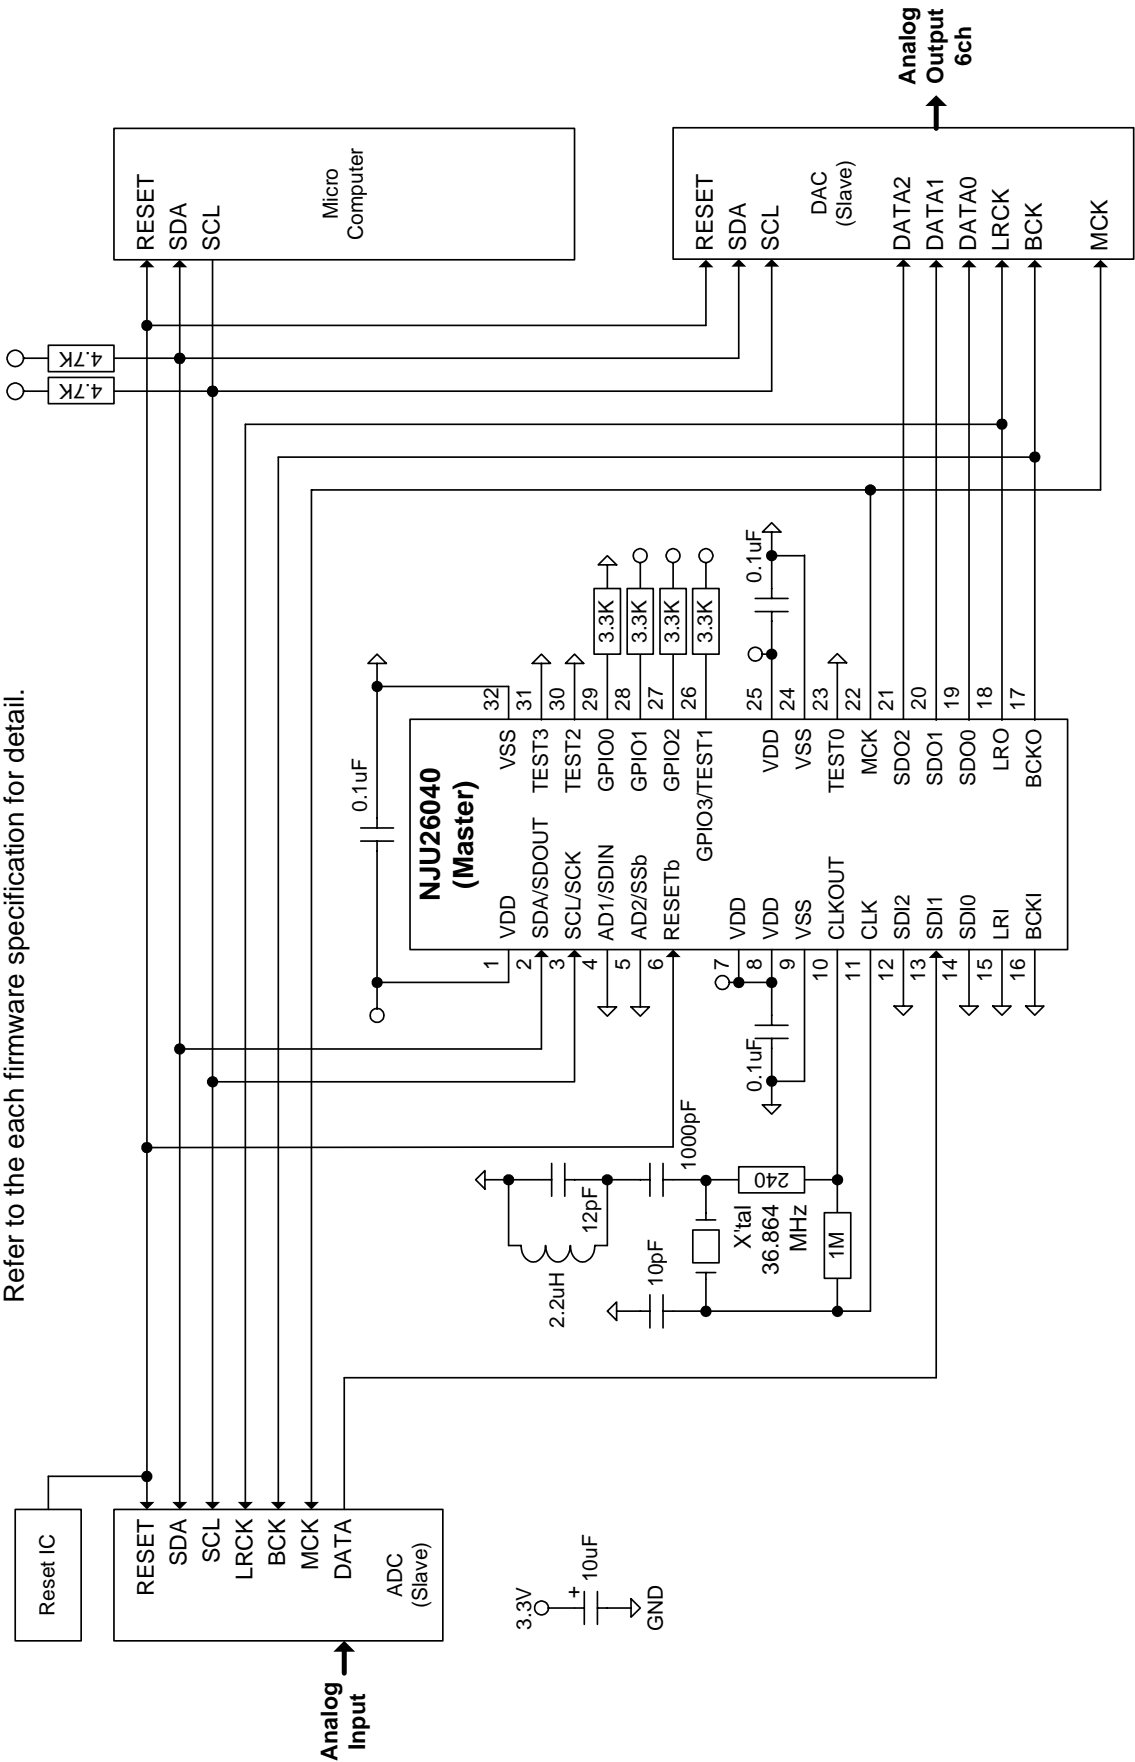 Refer to the each firmware specification for detail.
Reset IC
RESET
SDA
SCL
LRCK
BCK
MCK
DATA
ADC
(Slave)
Analog
Input
3.3V
+
10uF
GND
4.7K
4.7K
RESET
SDA
SCL
Micro
Computer
RESET
SDA
SCL
DATA2
DATA1
DATA0
LRCK
BCK
MCK
DAC
(Slave)
Analog
Output
6ch
0.1uF
NJU26040
(Master)
1 VDD
2 SDA/SDOUT
3 SCL/SCK
4 AD1/SDIN
5 AD2/SSb
6 RESETb
7 VDD
8 VDD
9 VSS
10 CLKOUT
11 CLK
12 SDI2
13 SDI1
14 SDI0
15 LRI
16 BCKI
VSS 32
TEST3 31
TEST2 30
GPIO0 29
GPIO1 28
GPIO2 27
GPIO3/TEST1 26
VDD 25
VSS 24
TEST0 23
MCK 22
SDO2 21
SDO1 20
SDO0 19
LRO 18
BCKO 17
3.3K
3.3K
3.3K
3.3K
0.1uF
0.1uF
2.2uH
12pF
1000pF
10pF
X'tal
36.864
MHz
240
1M